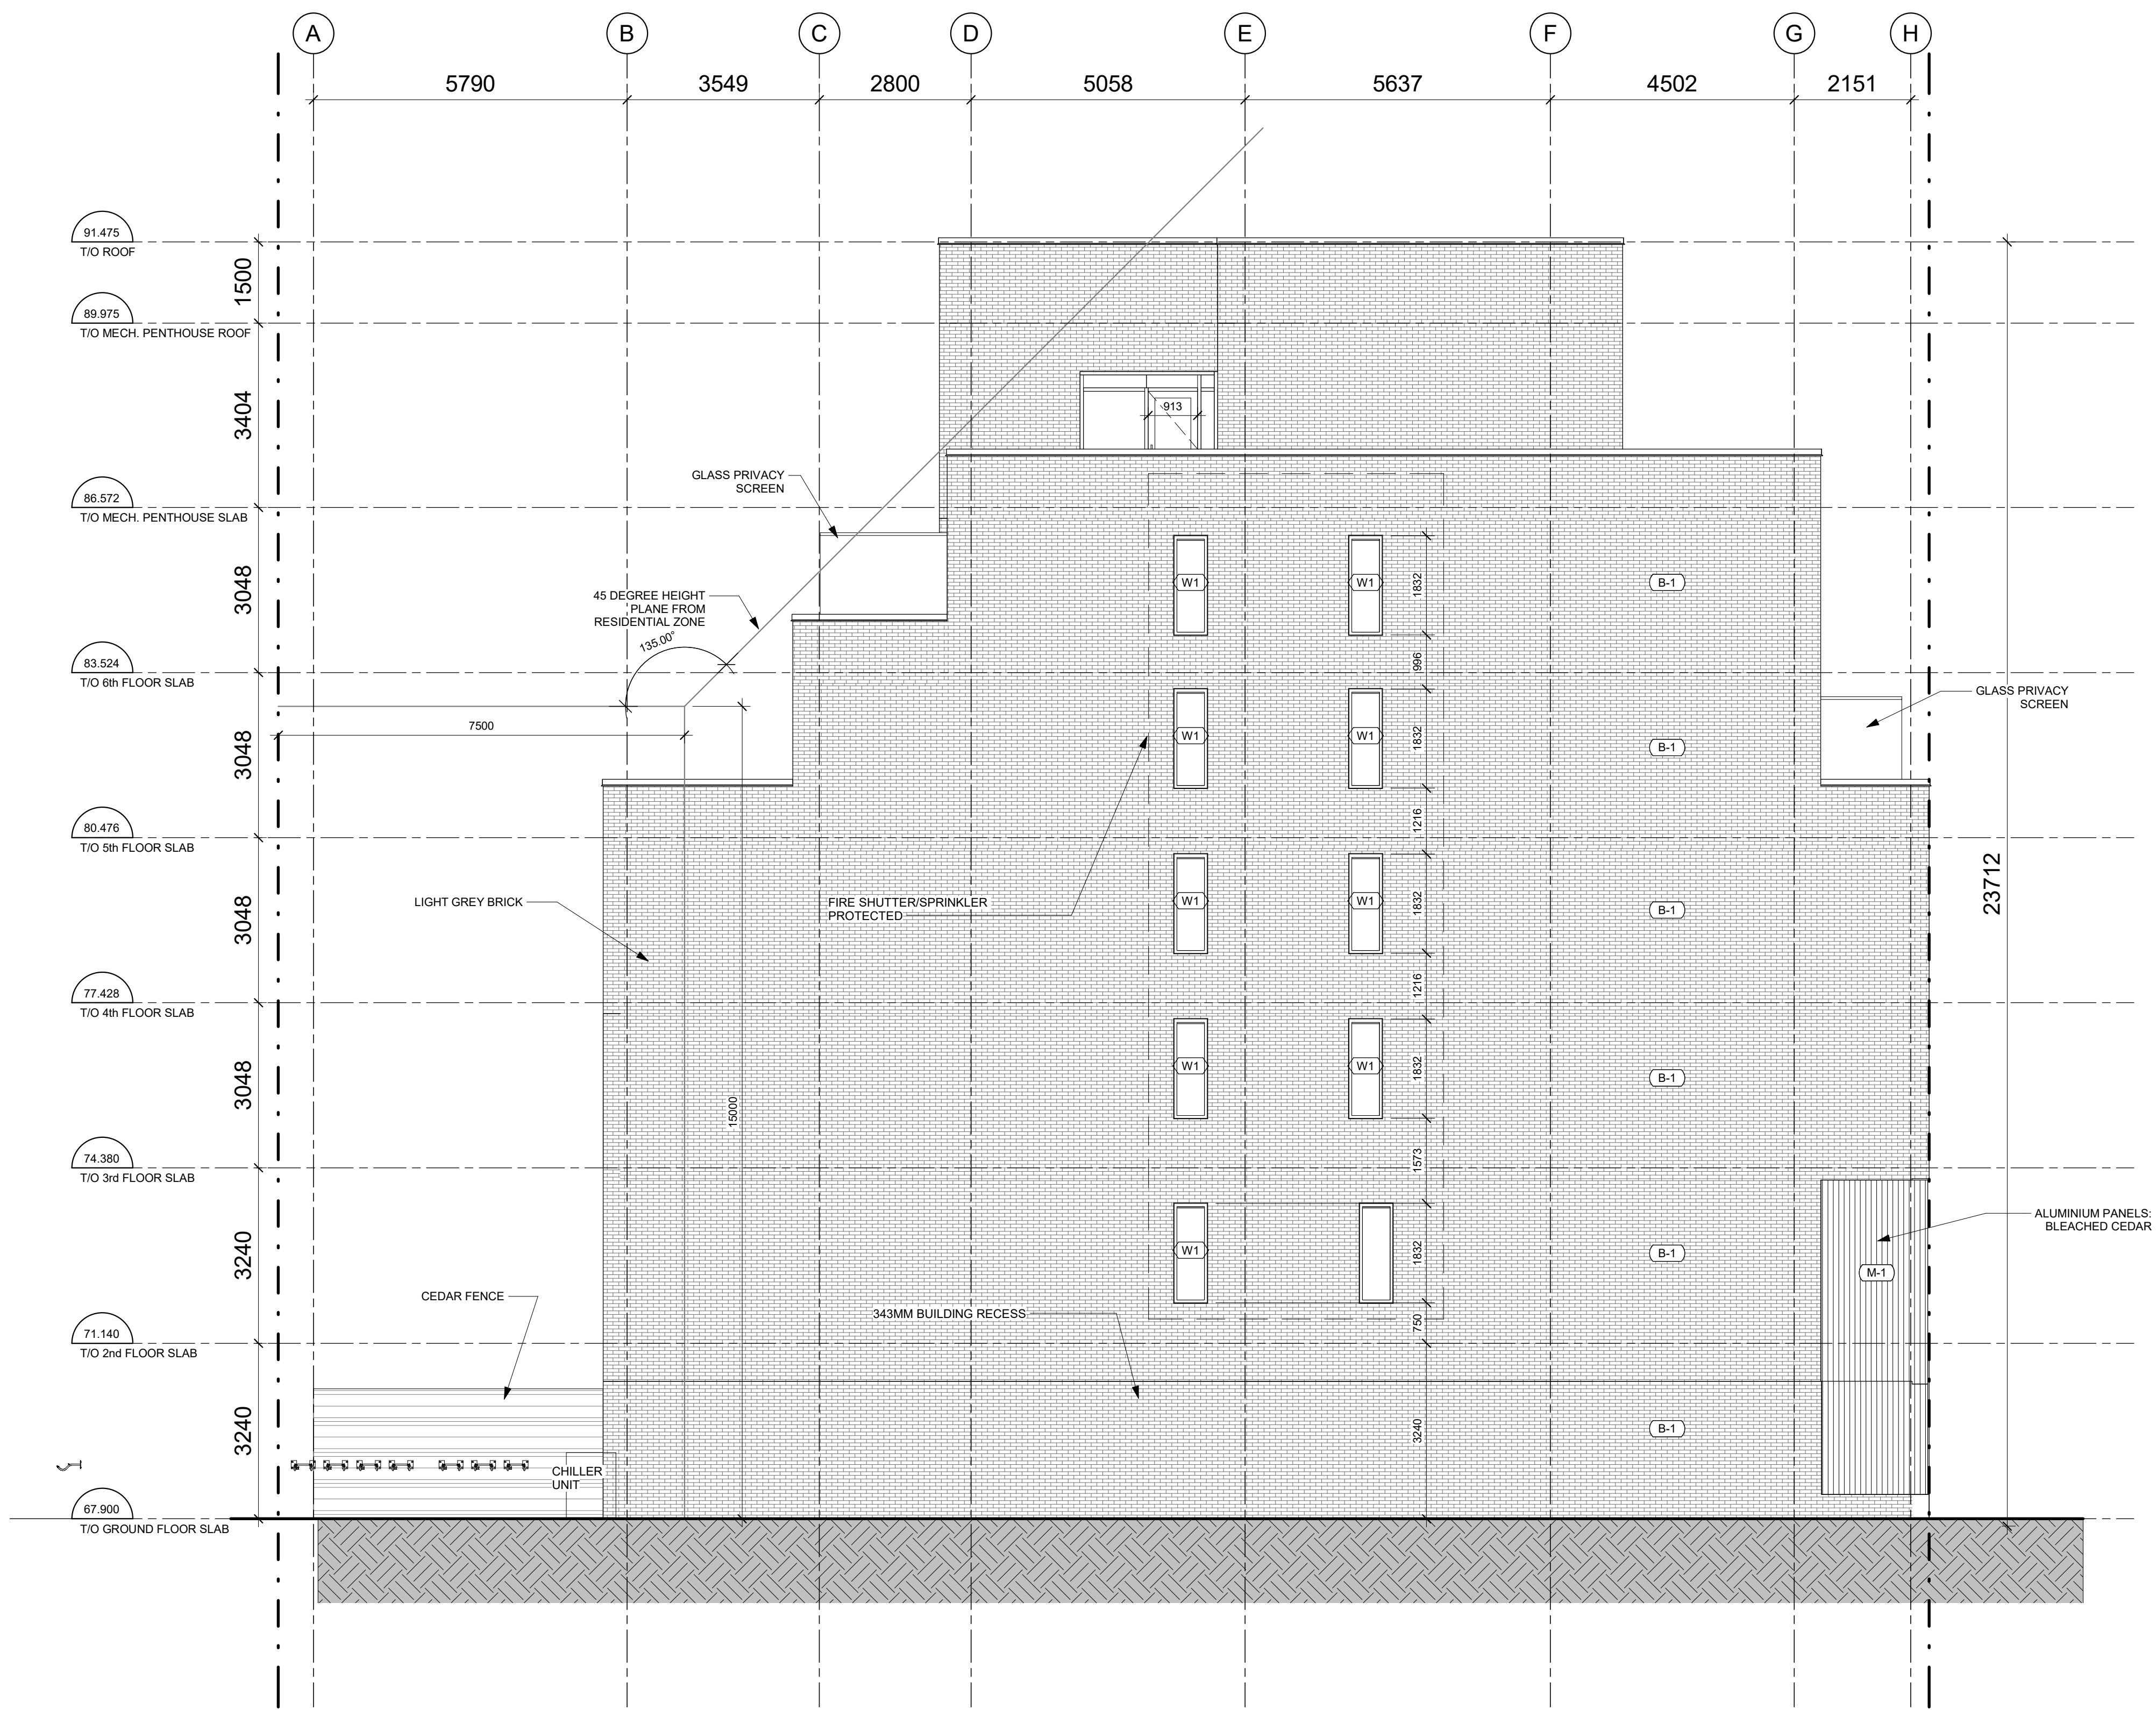 A B C D E F G H
5790 3549 2800 5058 5637 4502 2151
91.475
T/O ROOF
1500
89.975
T/O MECH. PENTHOUSE ROOF
3404
913
GLASS PRIVACY
SCREEN
86.572
T/O MECH. PENTHOUSE SLAB
3048
W1 W1 1832 B-1
45 DEGREE HEIGHT
PLANE FROM
RESIDENTIAL ZONE
135.00°
996
83.524
T/O 6th FLOOR SLAB
GLASS PRIVACY
SCREEN
7500
3048
W1 W1 1832 B-1
1216
80.476
T/O 5th FLOOR SLAB
23712
LIGHT GREY BRICK
FIRE SHUTTER/SPRINKLER
PROTECTED
3048
W1 W1 1832 B-1
1216
77.428
T/O 4th FLOOR SLAB
3048
W1 W1 1832 B-1
15000
1573
74.380
T/O 3rd FLOOR SLAB
ALUMINIUM PANELS:
BLEACHED CEDAR
3240
W1 1832 B-1
M-1
CEDAR FENCE
343MM BUILDING RECESS
750
71.140
T/O 2nd FLOOR SLAB
3240
3240 B-1
CHILLER
UNIT
67.900
T/O GROUND FLOOR SLAB